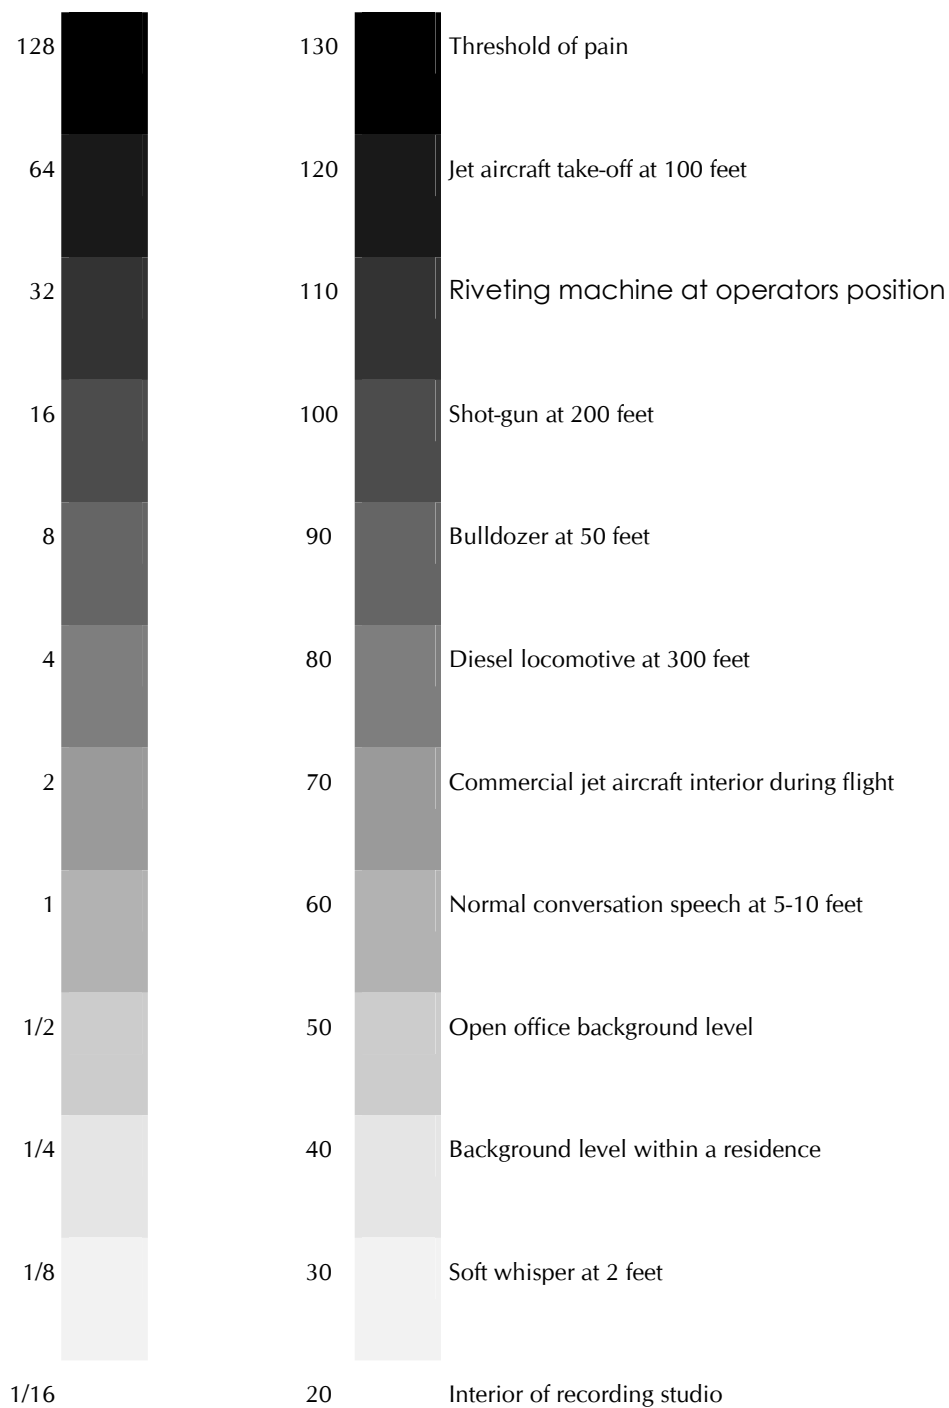 128 130 Threshold of pain
64 120 Jet aircraft take-off at 100 feet
32 110 Riveting machine at operators position
16 100 Shot-gun at 200 feet
8 90 Bulldozer at 50 feet
4 80 Diesel locomotive at 300 feet
2 70 Commercial jet aircraft interior during flight
1 60 Normal conversation speech at 5-10 feet
1/2 50 Open office background level
1/4 40 Background level within a residence
1/8 30 Soft whisper at 2 feet
1/16 20 Interior of recording studio